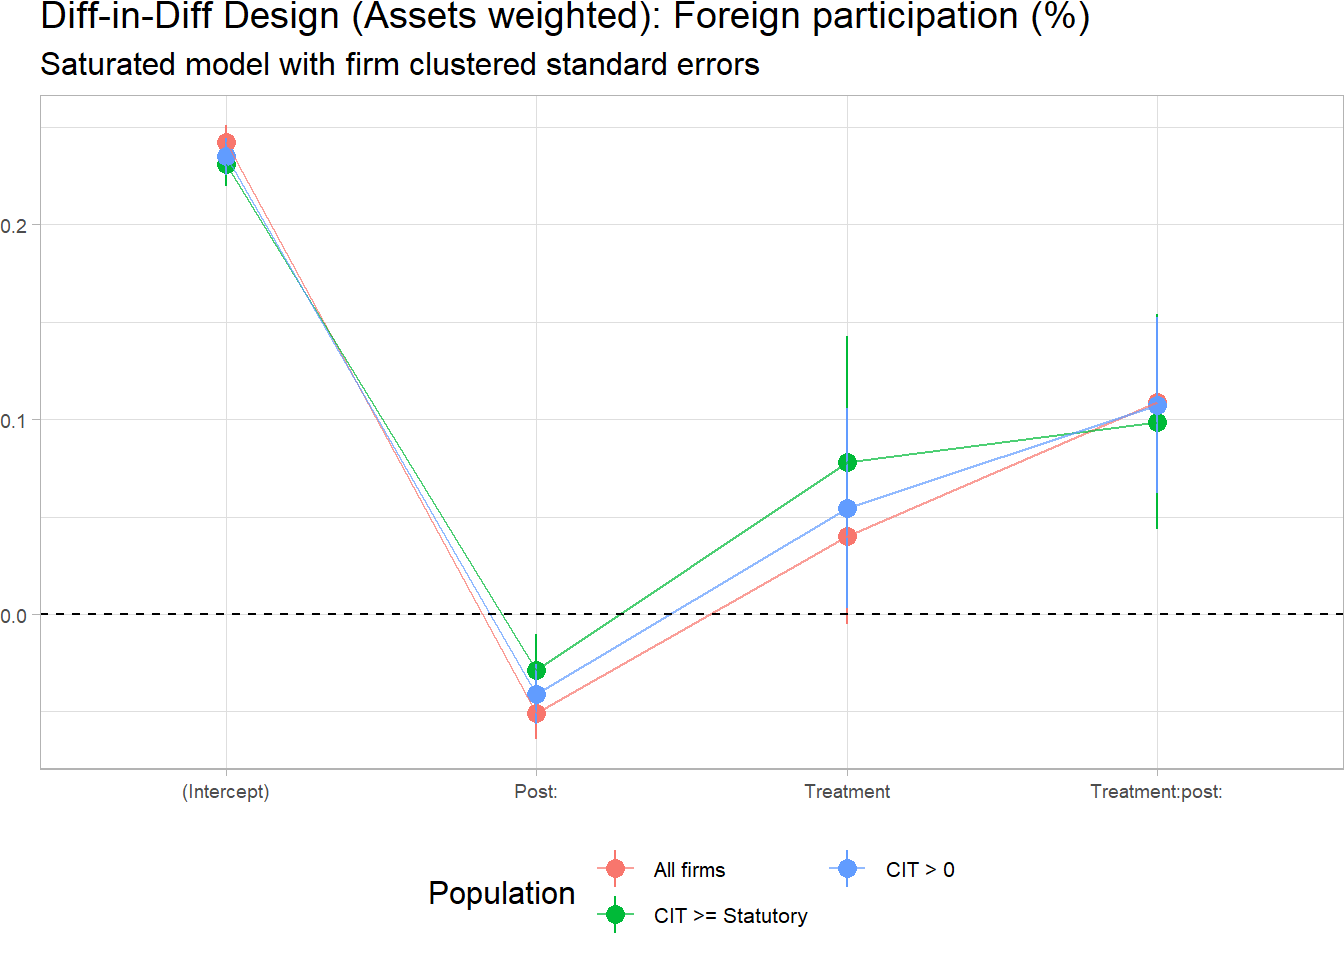 Diff-in-Diff Design (Assets weighted): Foreign participation (%)
Saturated model with firm clustered standard errors
0.2
0.1
0.0
(Intercept) Post: Treatment Treatment:post:
Population
All firms
CIT > 0
CIT >= Statutory